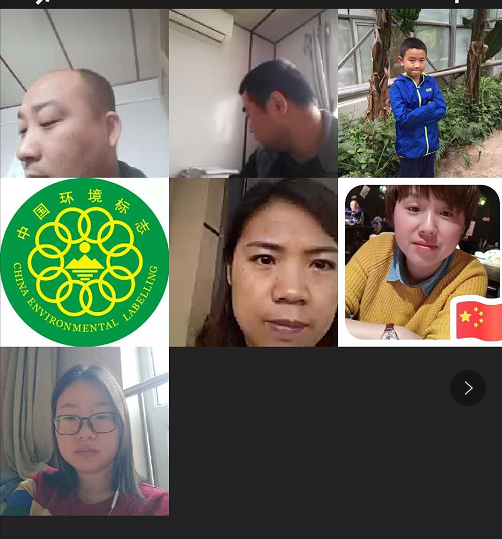 中国环境标志
CHINA ENVIRONMENTAL LABELLING